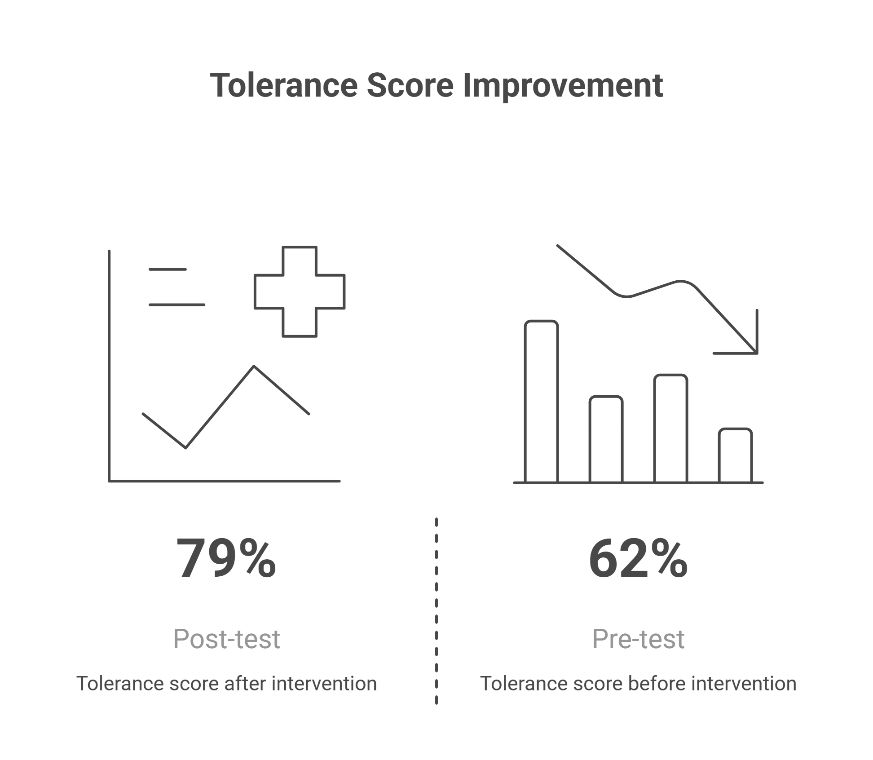 Tolerance Score Improvement
79%
Post-test
Tolerance score after intervention
62%
Pre-test
Tolerance score before intervention